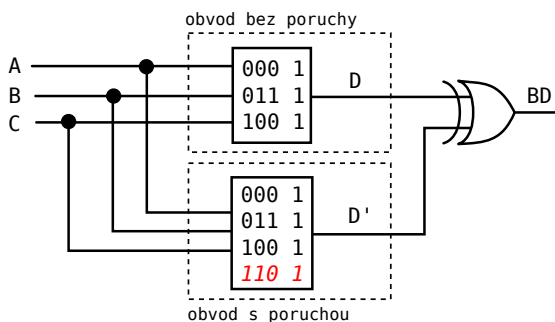 obvod bez poruchy
A
B
C
000 1
011 1
100 1
D
BD
000 1
011 1
100 1
110 1
D'
obvod s poruchou